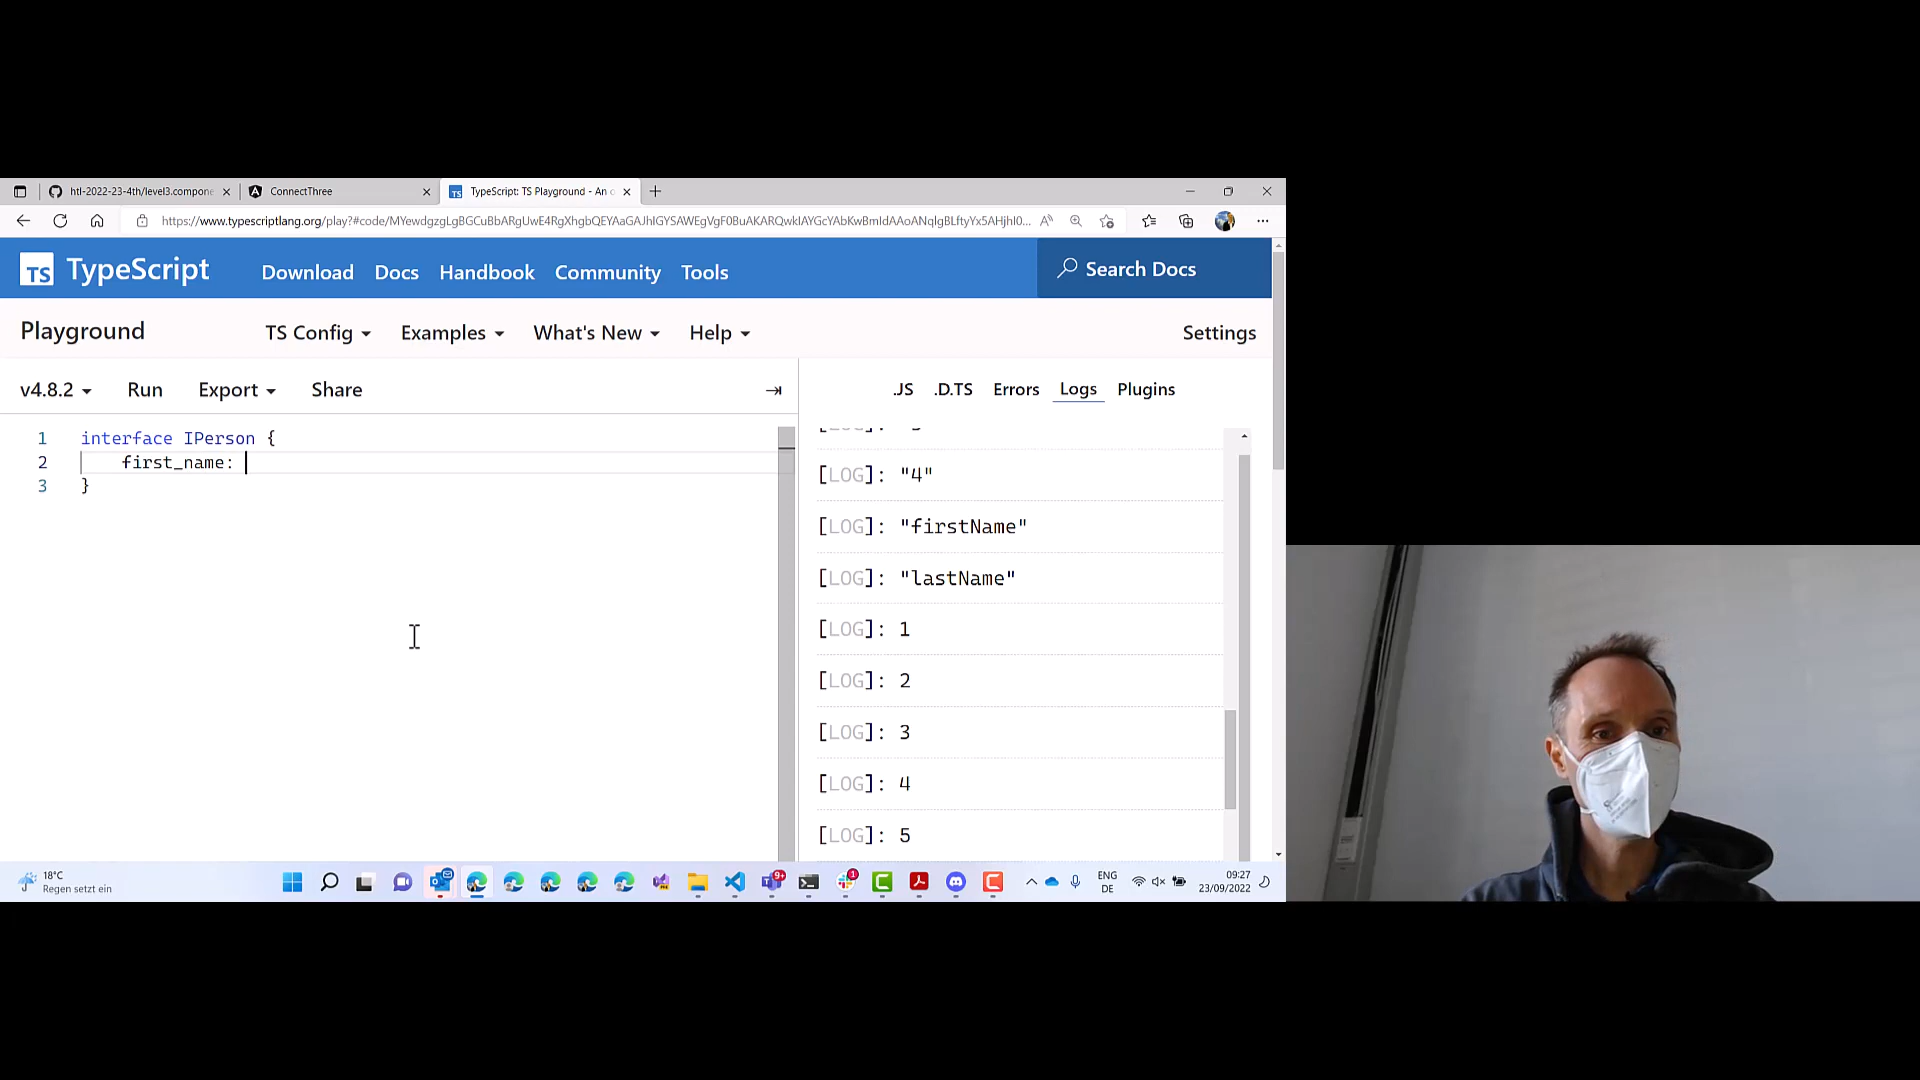 htl-2022-23-4th/level3.compone
ConnectThree
TypeScript: TS Playground - An o
https://www.typescriptlang.org/play?#code/MYewdgzgLgBGCuBbARgUwE4RgXhgbQEYAaGAJhIGYSAWEgVgF0BuAKARQwkIAYGcYAbKwBmIdAAoANqlgBLftyYx5AHjhI0...
TS TypeScript
Download Docs Handbook Community Tools
Search Docs
Playground
TS Config Examples What's New Help
Settings
v4.8.2 Run Export Share
.JS .D.TS Errors Logs Plugins
1 interface IPerson {
2 first_name:
3 }
[LOG]: "4"
[LOG]: "firstName"
[LOG]: "lastName"
[LOG]: 1
[LOG]: 2
[LOG]: 3
[LOG]: 4
[LOG]: 5
18°C
Regen setzt ein
9+
1
ENG
DE
09:27
23/09/2022